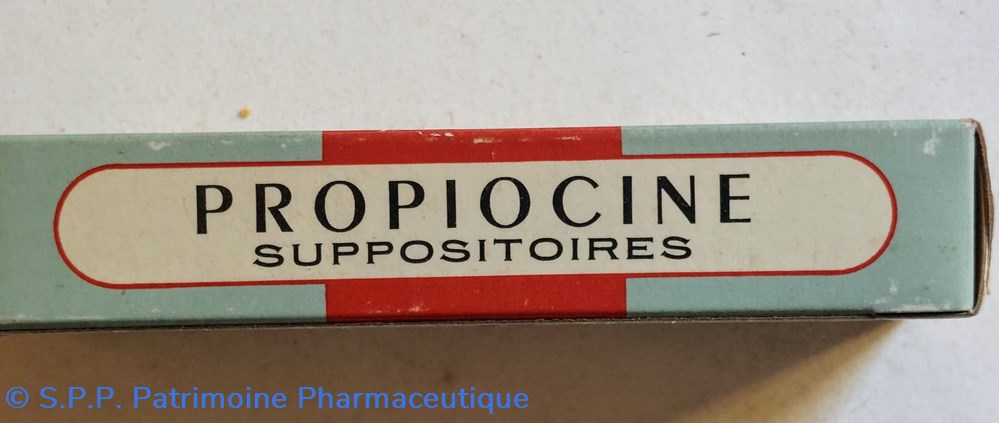 PROPIOCINE
SUPPOSITOIRES
© S.P.P. Patrimoine Pharmaceutique